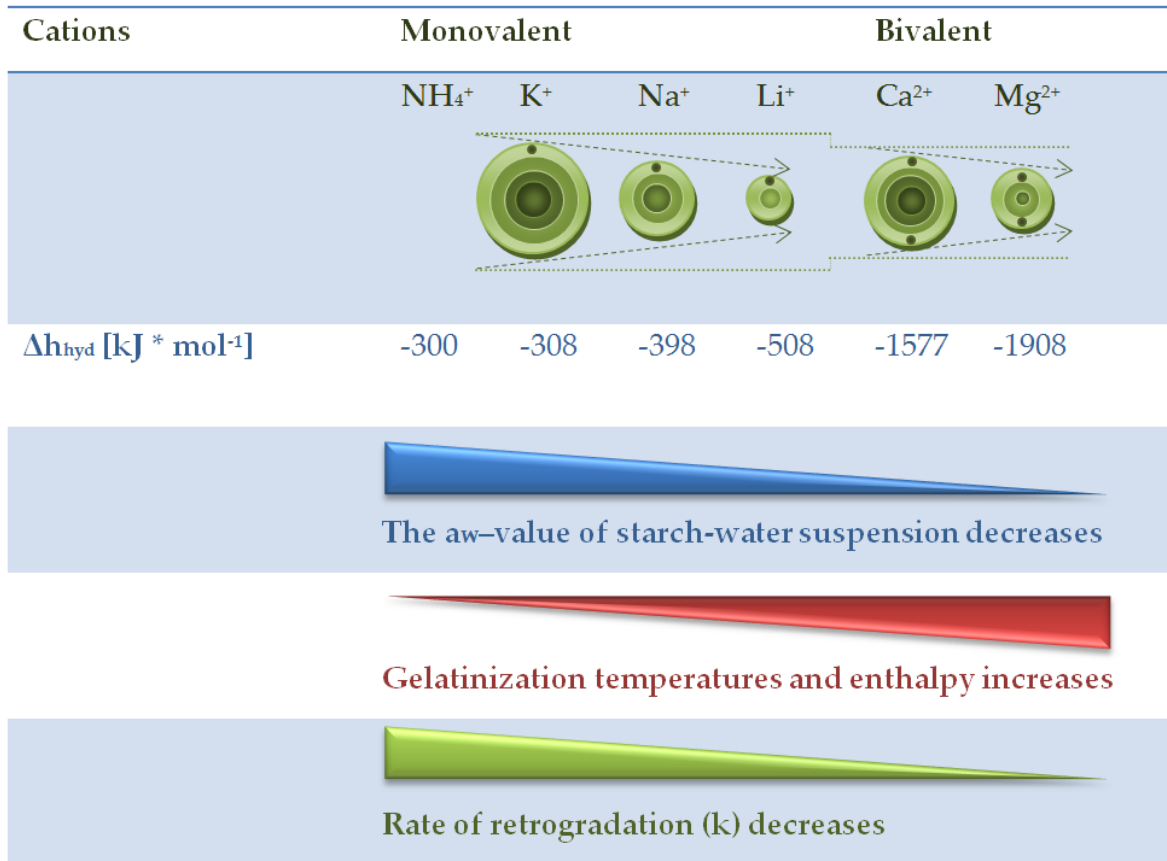 Cations Monovalent Bivalent
NH₄⁺ K⁺ Na⁺ Li⁺ Ca²⁺ Mg²⁺
Δh_hyd [kJ * mol⁻¹] -300 -308 -398 -508 -1577 -1908
The aw–value of starch-water suspension decreases
Gelatinization temperatures and enthalpy increases
Rate of retrogradation (k) decreases